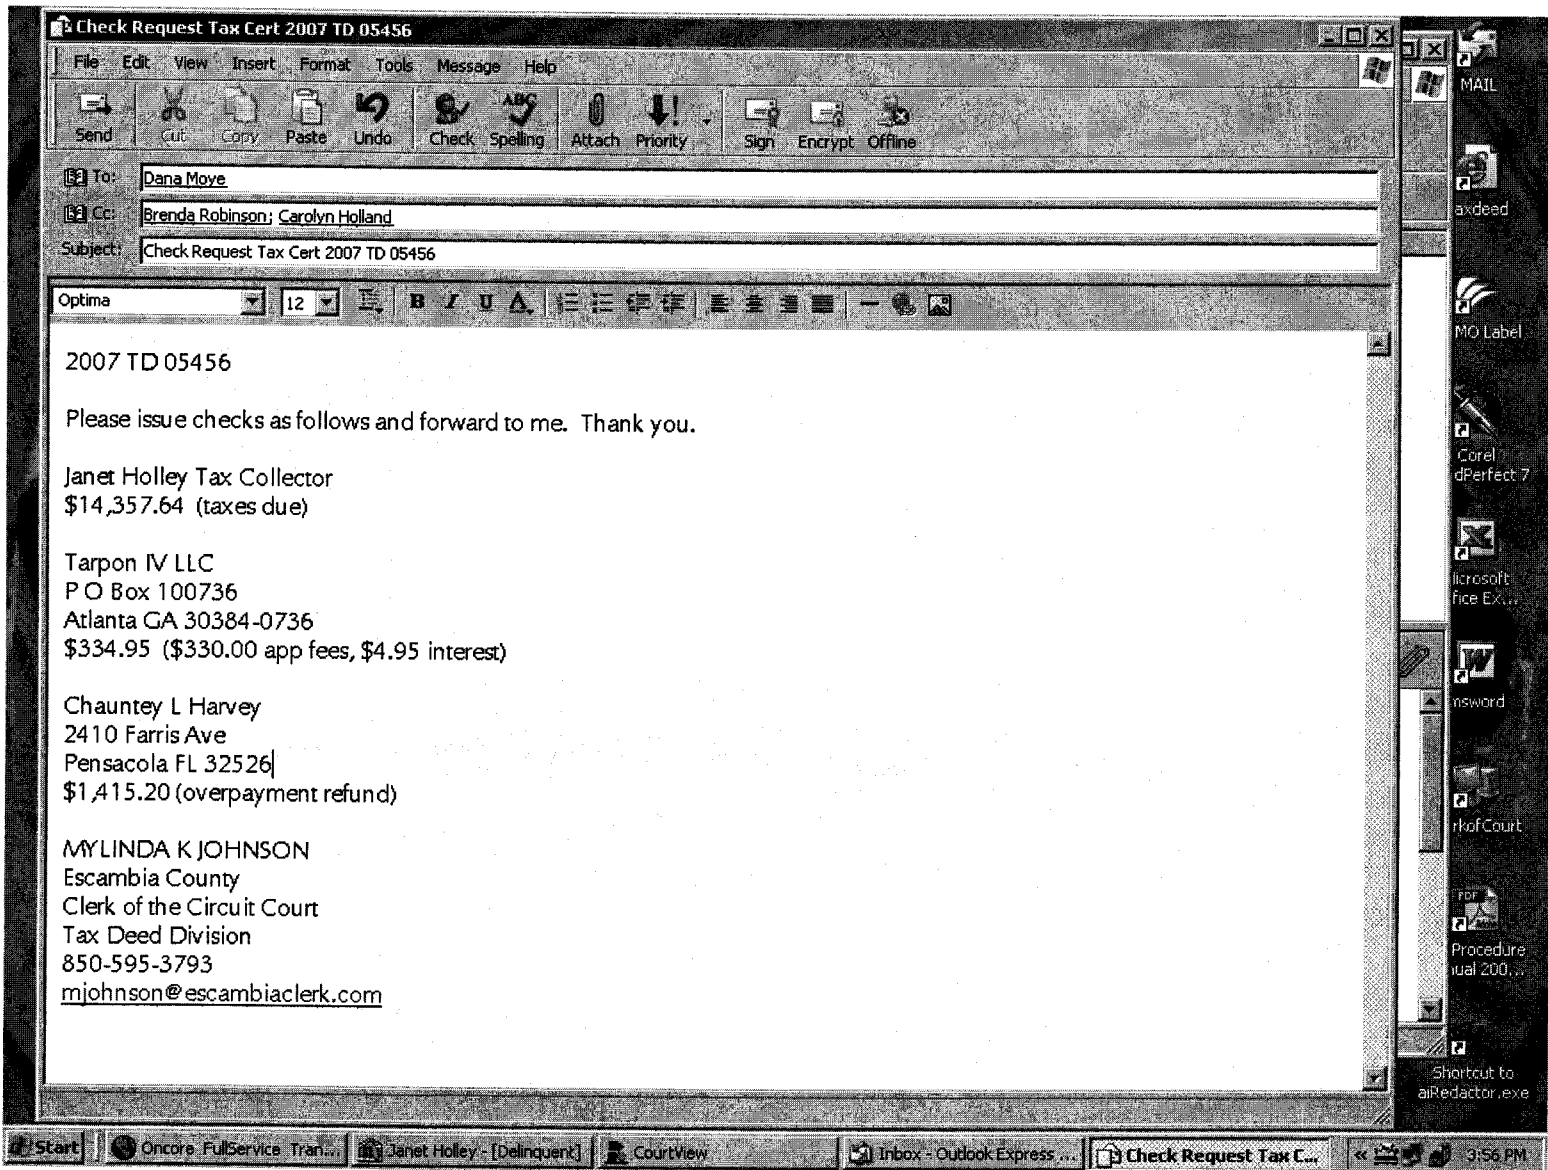 Check Request Tax Cert 2007 TD 05456
File Edit View Insert Format Tools Message Help
Send Cut Copy Paste Undo Check Spelling Attach Priority Sign Encrypt Offline
To: Dana Moye
Cc: Brenda Robinson; Carolyn Holland
Subject: Check Request Tax Cert 2007 TD 05456
Optima 12 B I U A
2007 TD 05456
Please issue checks as follows and forward to me. Thank you.
Janet Holley Tax Collector
$14,357.64 (taxes due)
Tarpon IV LLC
P O Box 100736
Atlanta GA 30384-0736
$334.95 ($330.00 app fees, $4.95 interest)
Chauntey L Harvey
2410 Farris Ave
Pensacola FL 32526
$1,415.20 (overpayment refund)
MYLINDA K JOHNSON
Escambia County
Clerk of the Circuit Court
Tax Deed Division
850-595-3793
mjohnson@escambiaclerk.com
MAIL
axdeed
MO Label
Corel
dPerfect 7
licrosoft
fice Ex...
nsword
rkofCourt
PDF
Procedure
ual 200...
Shortcut to
aiRedactor.exe
Start Oncore FullService Tran... Janet Holley - [Delinquent] CourtView Inbox - Outlook Express ... Check Request Tax C... « 3:56 PM